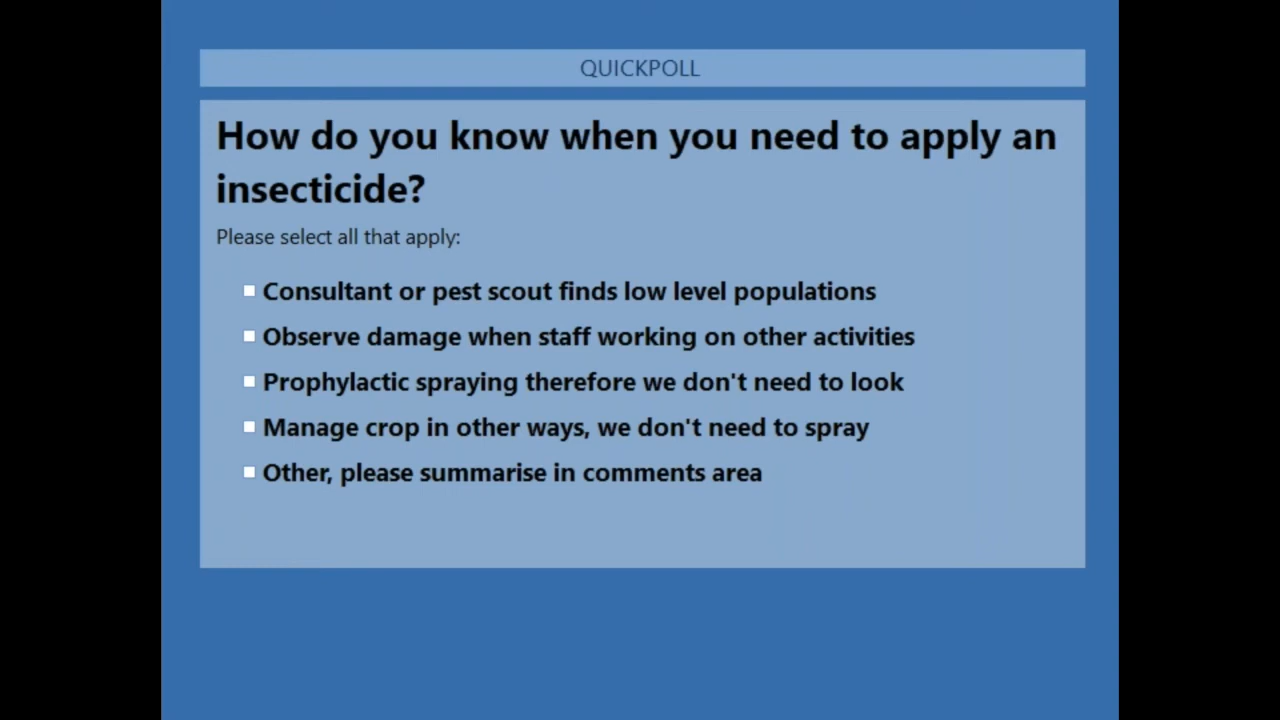 QUICKPOLL
How do you know when you need to apply an
insecticide?
Please select all that apply:
Consultant or pest scout finds low level populations
Observe damage when staff working on other activities
Prophylactic spraying therefore we don't need to look
Manage crop in other ways, we don't need to spray
Other, please summarise in comments area